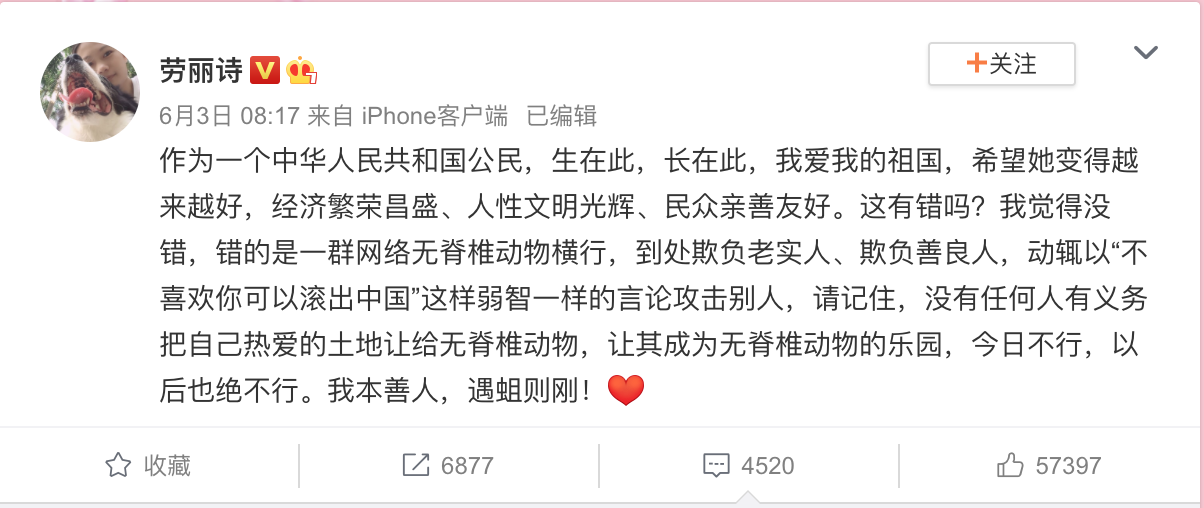 劳丽诗
关注
6月3日 08:17 来自 iPhone客户端 已编辑
作为一个中华人民共和国公民，生在此，长在此，我爱我的祖国，希望她变得越
来越好，经济繁荣昌盛、人性文明光辉、民众亲善友好。这有错吗？我觉得没
错，错的是一群网络无脊椎动物横行，到处欺负老实人、欺负善良人，动辄以“不
喜欢你可以滚出中国”这样弱智一样的言论攻击别人，请记住，没有任何人有义务
把自己热爱的土地让给无脊椎动物，让其成为无脊椎动物的乐园，今日不行，以
后也绝不行。我本善人，遇蛆则刚！❤️
收藏
6877
4520
57397